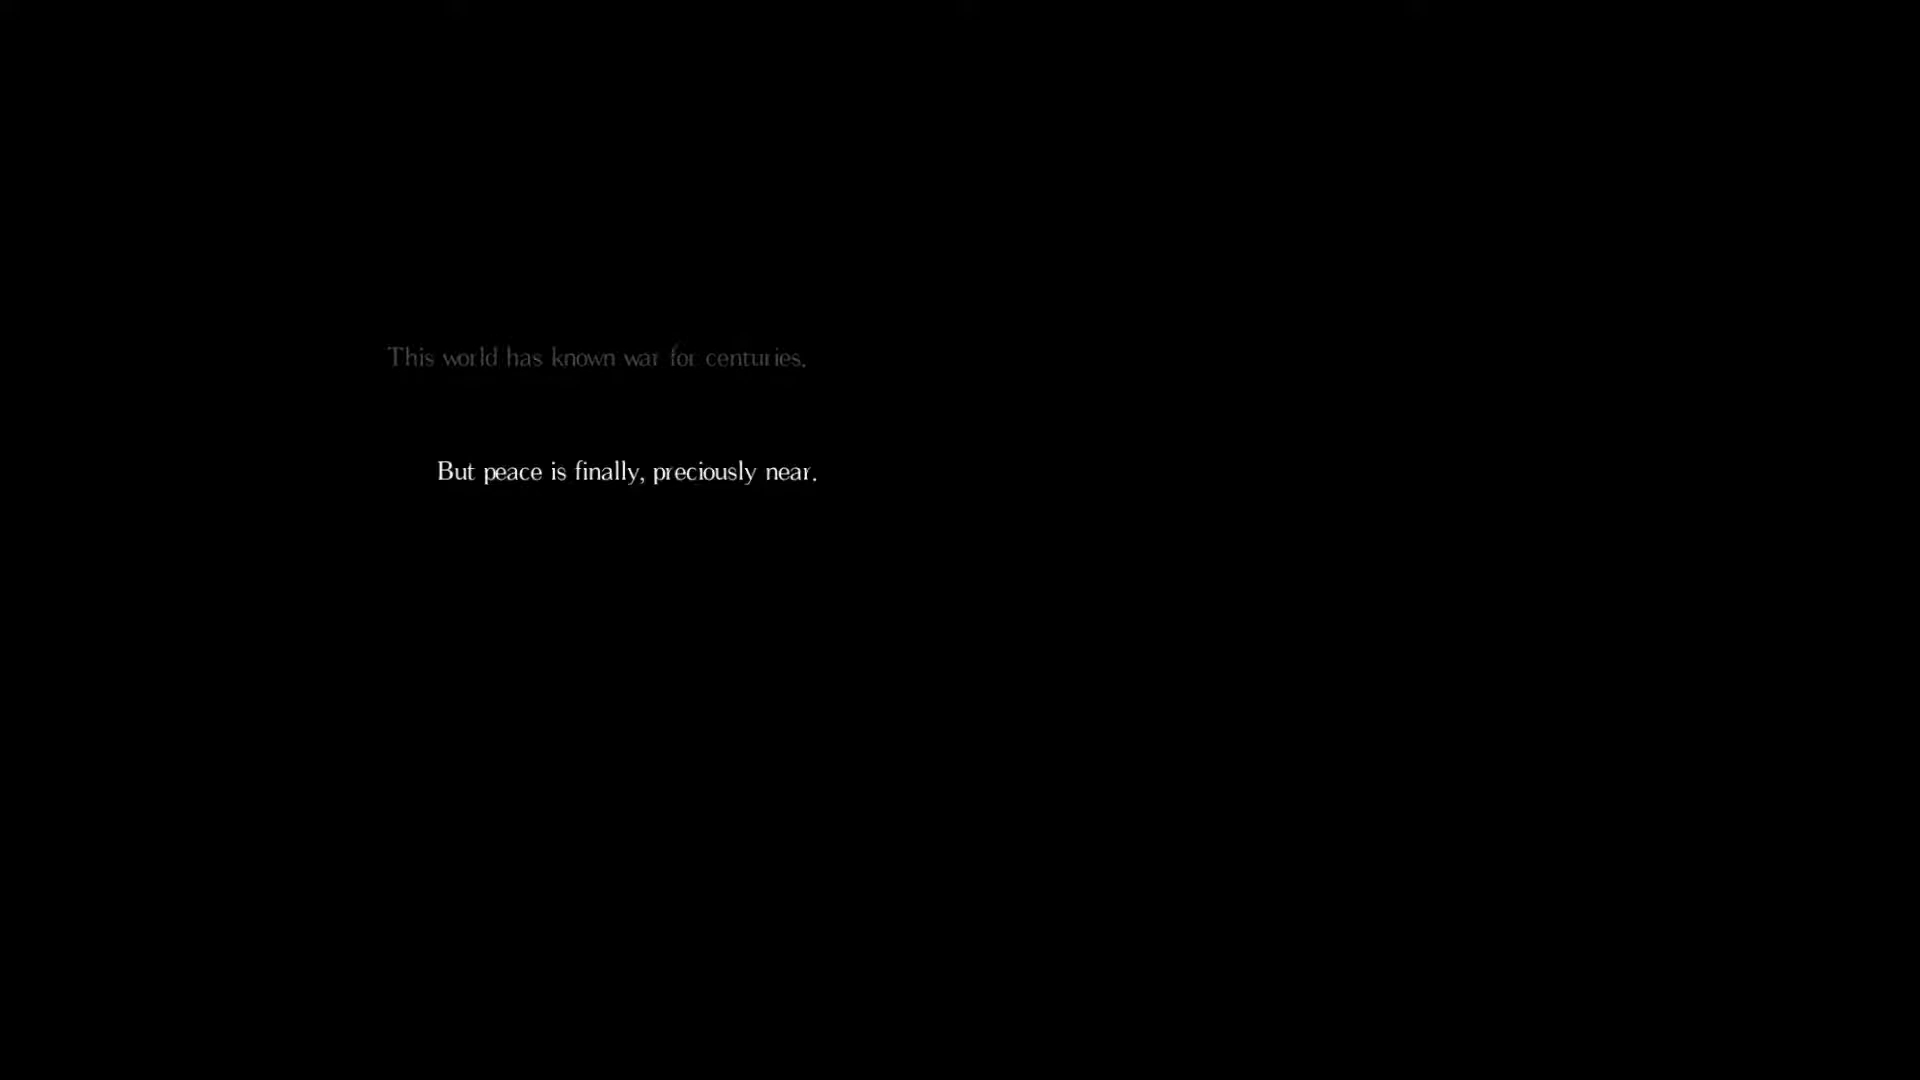 This world has known war for centuries.
But peace is finally, preciously near.